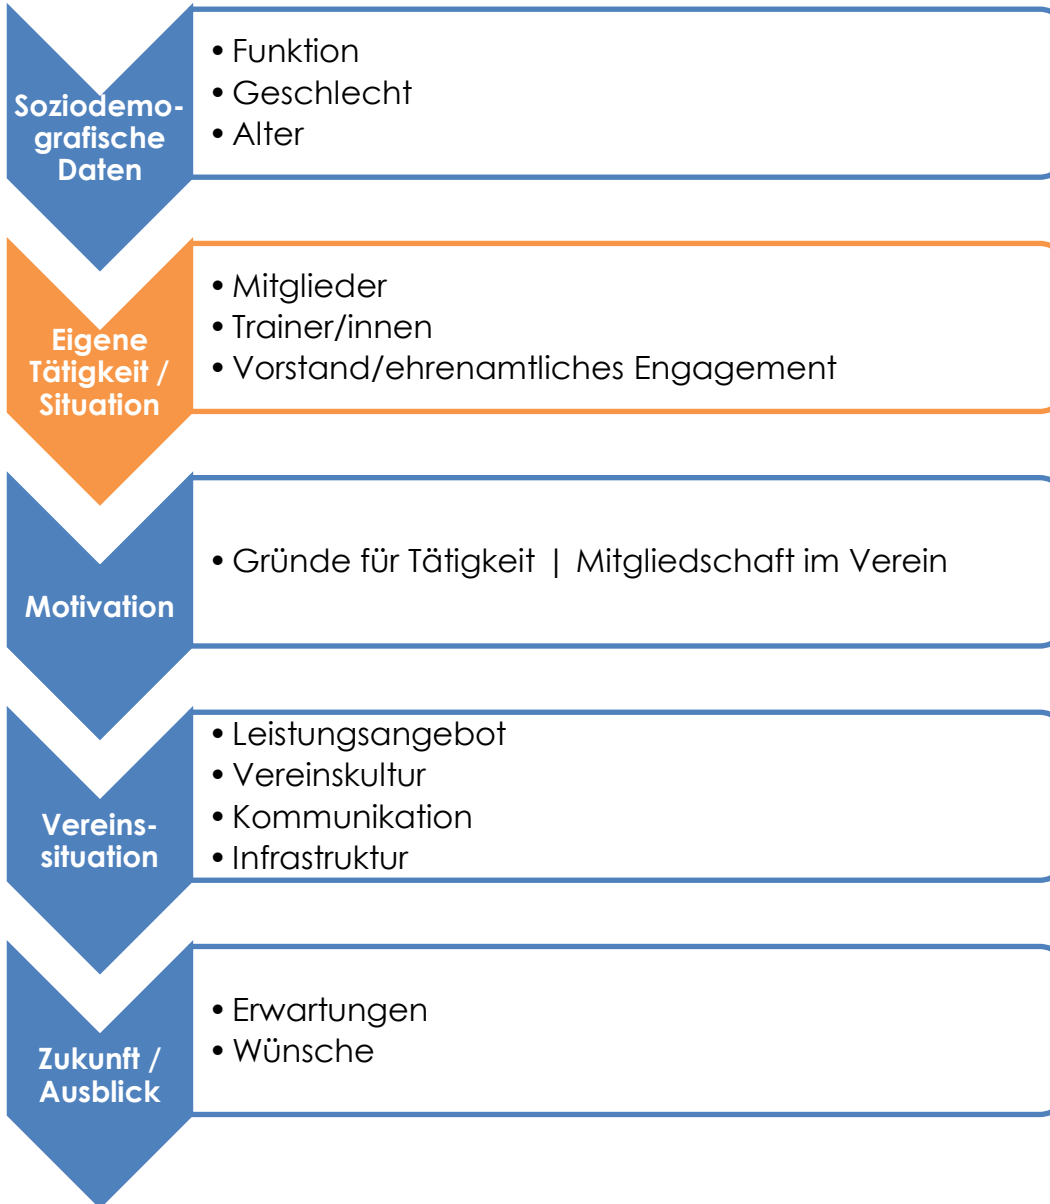 Soziodemo-
grafische
Daten
• Funktion
• Geschlecht
• Alter
Eigene
Tätigkeit /
Situation
• Mitglieder
• Trainer/innen
• Vorstand/ehrenamtliches Engagement
Motivation
• Gründe für Tätigkeit | Mitgliedschaft im Verein
Vereins-
situation
• Leistungsangebot
• Vereinskultur
• Kommunikation
• Infrastruktur
Zukunft /
Ausblick
• Erwartungen
• Wünsche